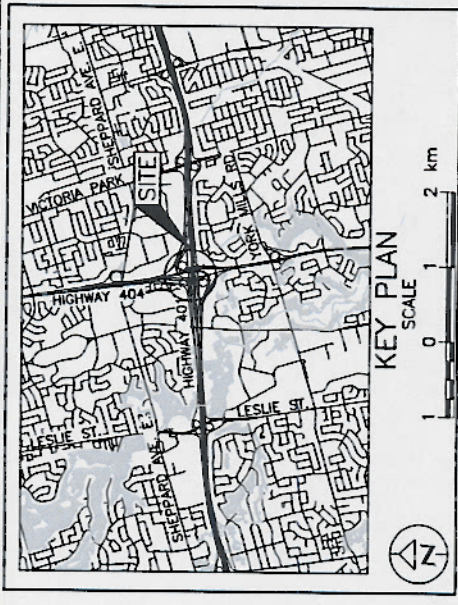 SHEPPARD AVE. E.
VICTORIA PARK
SITE
HIGHWAY 404
HIGHWAY 401
YORK MILLS RD
LESLIE ST.
SHEPPARD AVE E.
LESLIE ST.
KEY PLAN
SCALE
1 0 1 2 km
N